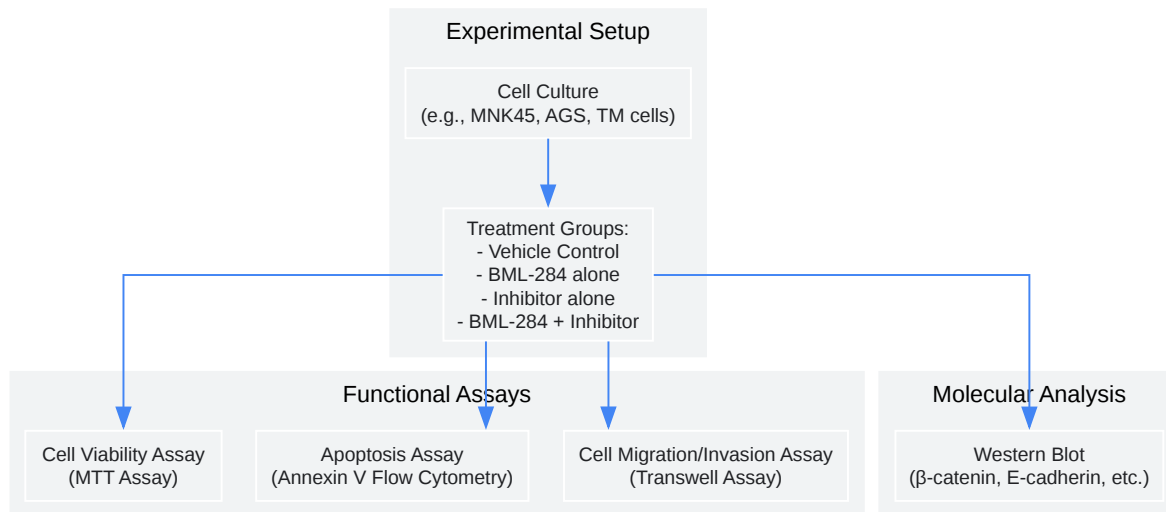 Experimental Setup
Cell Culture
(e.g., MNK45, AGS, TM cells)
Treatment Groups:
- Vehicle Control
- BML-284 alone
- Inhibitor alone
- BML-284 + Inhibitor
Functional Assays
Cell Viability Assay
(MTT Assay)
Apoptosis Assay
(Annexin V Flow Cytometry)
Cell Migration/Invasion Assay
(Transwell Assay)
Molecular Analysis
Western Blot
(β-catenin, E-cadherin, etc.)